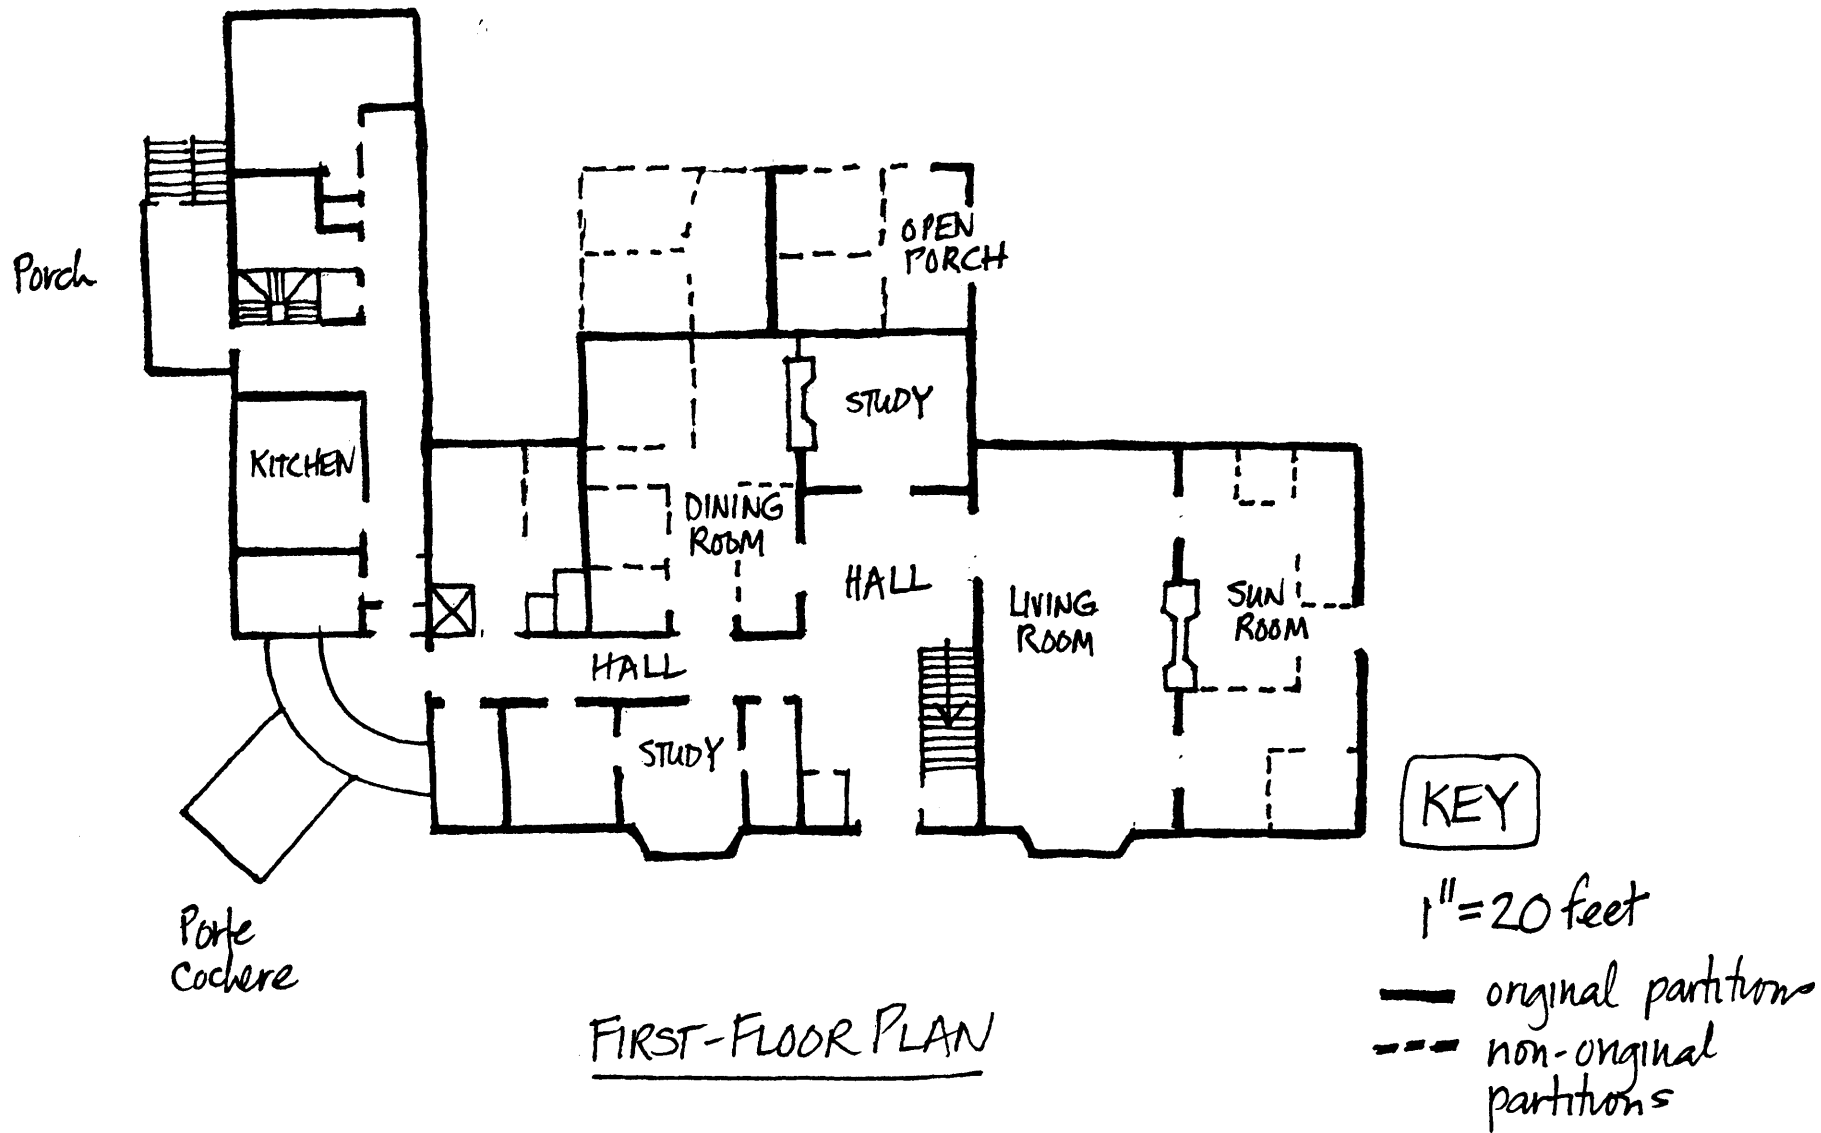 OPEN
PORCH
Porch
STUDY
KITCHEN
DINING
ROOM
HALL
LIVING
ROOM
SUN
ROOM
HALL
STUDY
KEY
1"=20 feet
Porte
Cochere
original partitions
FIRST-FLOOR PLAN
non-original
partitions